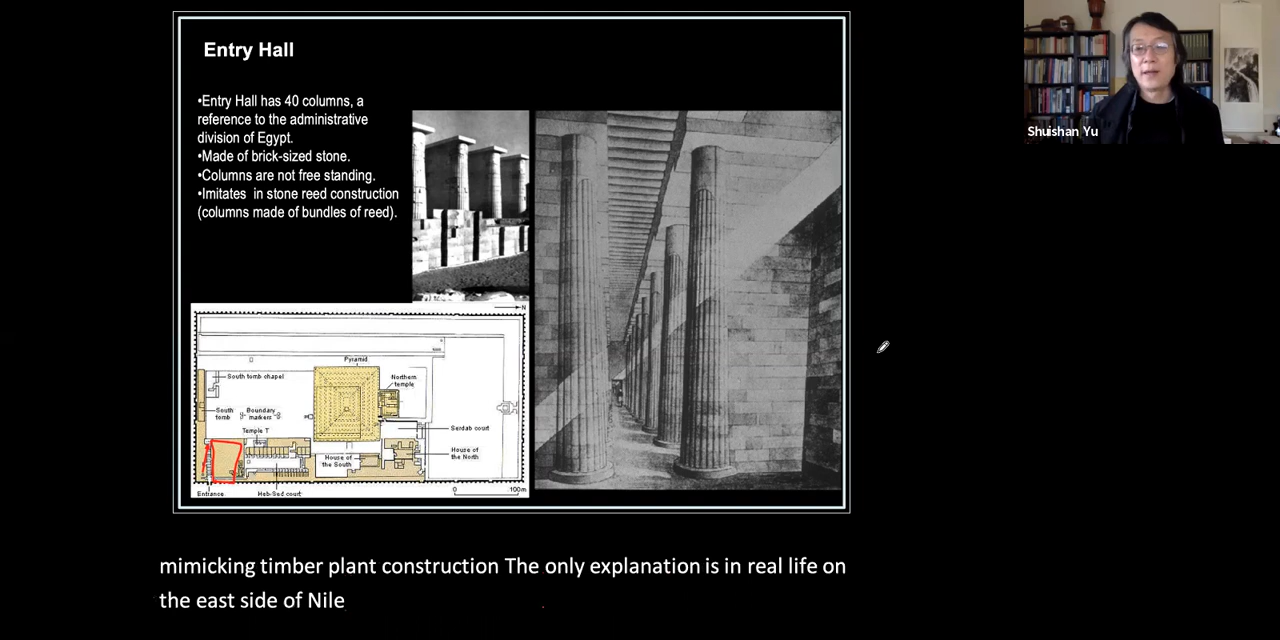 Entry Hall
•Entry Hall has 40 columns, a
reference to the administrative
division of Egypt.
•Made of brick-sized stone.
•Columns are not free standing.
•Imitates in stone reed construction
(columns made of bundles of reed).
N
Pyramid
South tomb chapel
Northern
temple
South
tomb
Boundary
markers
Temple T
Serdab court
House of
the South
House of
the North
Entrance
Heb-Sed court
0
100m
Shuishan Yu
mimicking timber plant construction The only explanation is in real life on
the east side of Nile